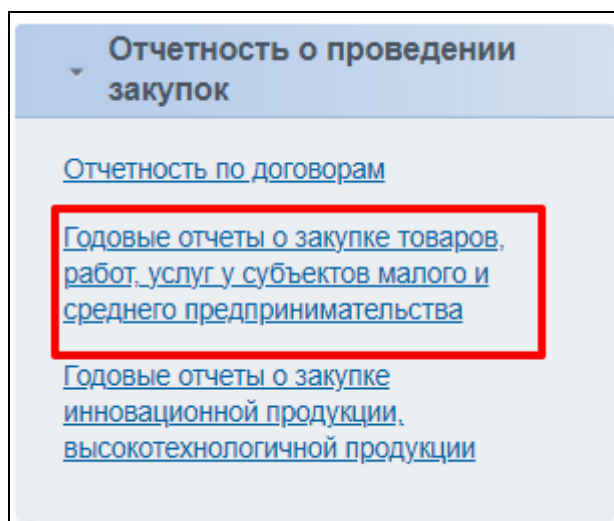 Отчетность о проведении
закупок
Отчетность по договорам
Годовые отчеты о закупке товаров,
работ, услуг у субъектов малого и
среднего предпринимательства
Годовые отчеты о закупке
инновационной продукции,
высокотехнологичной продукции